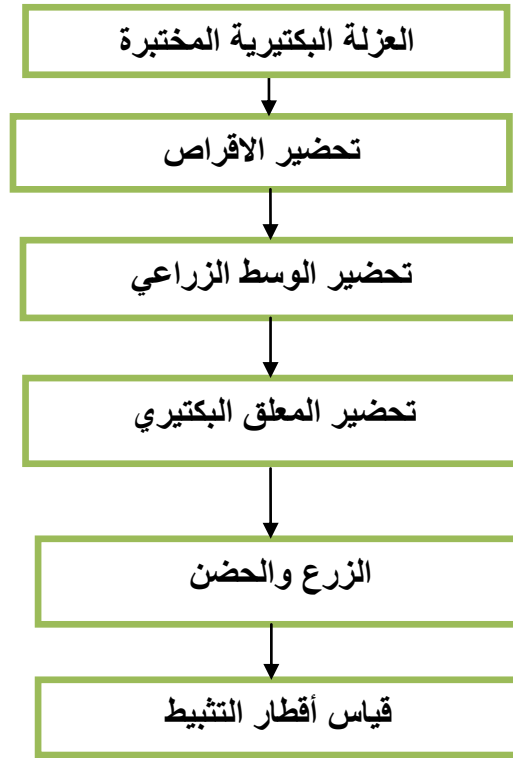 العزلة البكتيرية المختبرة
تحضير الاقراص
تحضير الوسط الزراعي
تحضير المعلق البكتيري
الزرع والحضن
قياس أقطار التثبيط